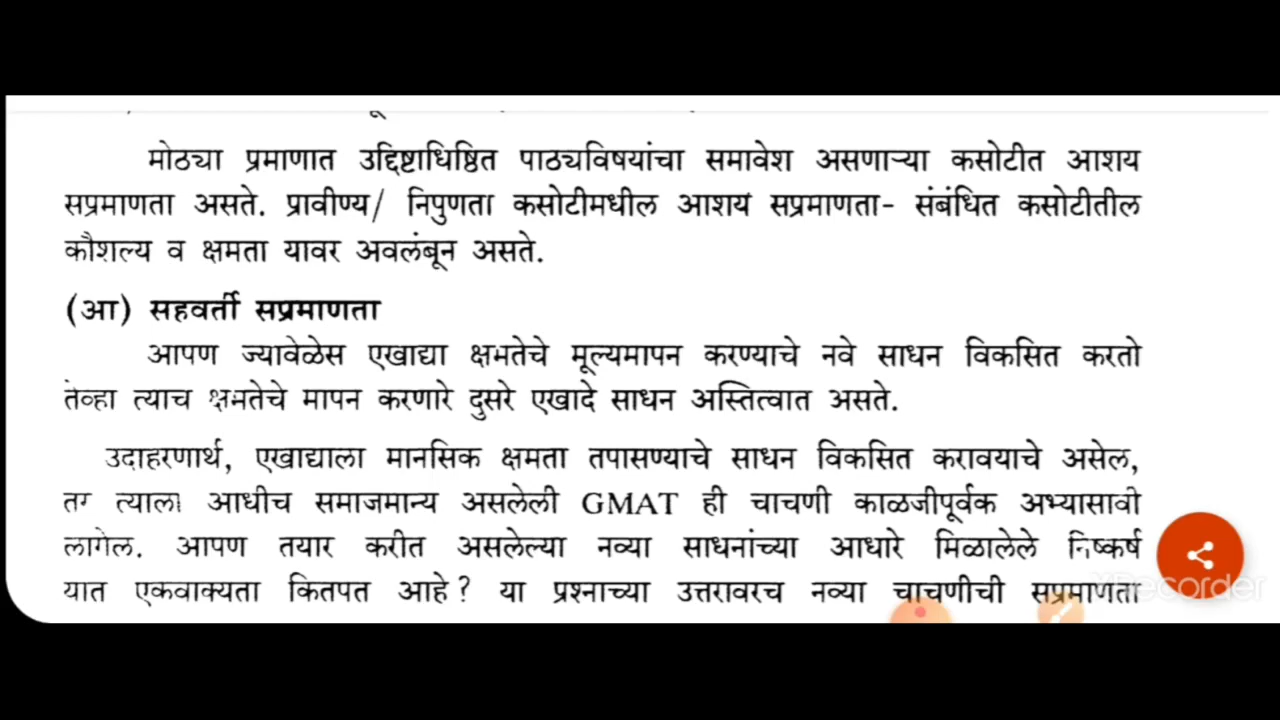 मोठ्या प्रमाणात उद्दिष्टाधिष्ठित पाठ्यविषयांचा समावेश असणाऱ्या कसोटीत आशय
सप्रमाणता असते. प्रावीण्य/ निपुणता कसोटीमधील आशय सप्रमाणता- संबंधित कसोटीतील
कौशल्य व क्षमता यावर अवलंबून असते.
(आ) सहवर्ती सप्रमाणता
आपण ज्यावेळेस एखाद्या क्षमतेचे मूल्यमापन करण्याचे नवे साधन विकसित करतो
तेव्हा त्याच क्षमतेचे मापन करणारे दुसरे एखादे साधन अस्तित्वात असते.
उदाहरणार्थ, एखाद्याला मानसिक क्षमता तपासण्याचे साधन विकसित करावयाचे असेल,
तर त्याला आधीच समाजमान्य असलेली GMAT ही चाचणी काळजीपूर्वक अभ्यासावी
लागेल. आपण तयार करीत असलेल्या नव्या साधनांच्या आधारे मिळालेले निष्कर्ष
यात एकवाक्यता कितपत आहे? या प्रश्नाच्या उत्तरावरच नव्या चाचणीची सप्रमाणता
XRecorder